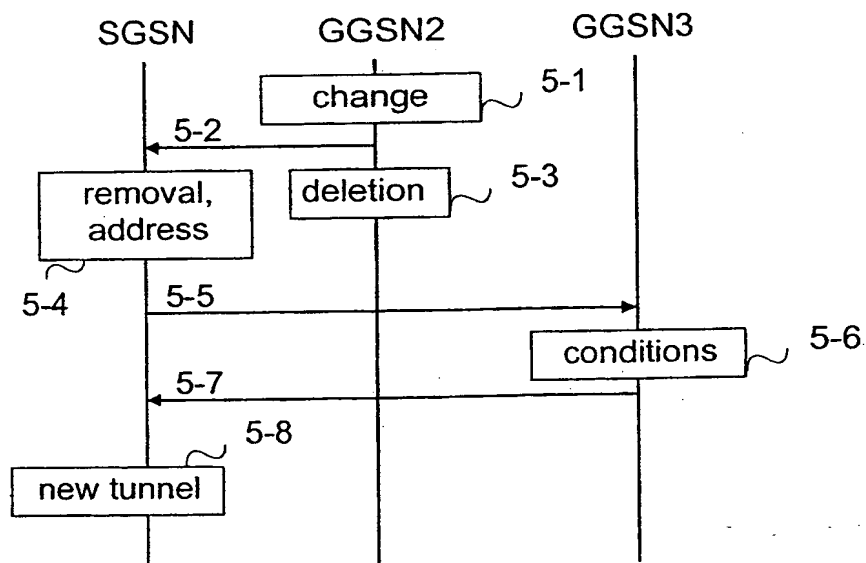 SGSN GGSN2 GGSN3
change 5-1
5-2
removal,
address
deletion 5-3
5-4
5-5
conditions 5-6
5-7
5-8
new tunnel